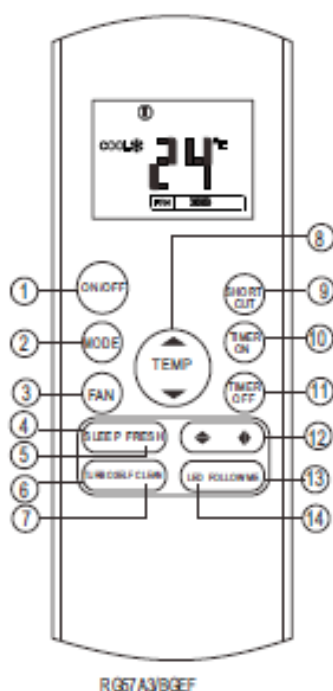 COOL
24°C
FAN
8
1
ON/OFF
SHORT
CUT
9
2
MODE
TEMP
TIMER
ON
10
3
FAN
TIMER
OFF
11
4
SLEEP FRESH
12
5
6
TURBO SELF CLEAN
LED FOLLOW ME
13
7
14
RG57A3/BGEF